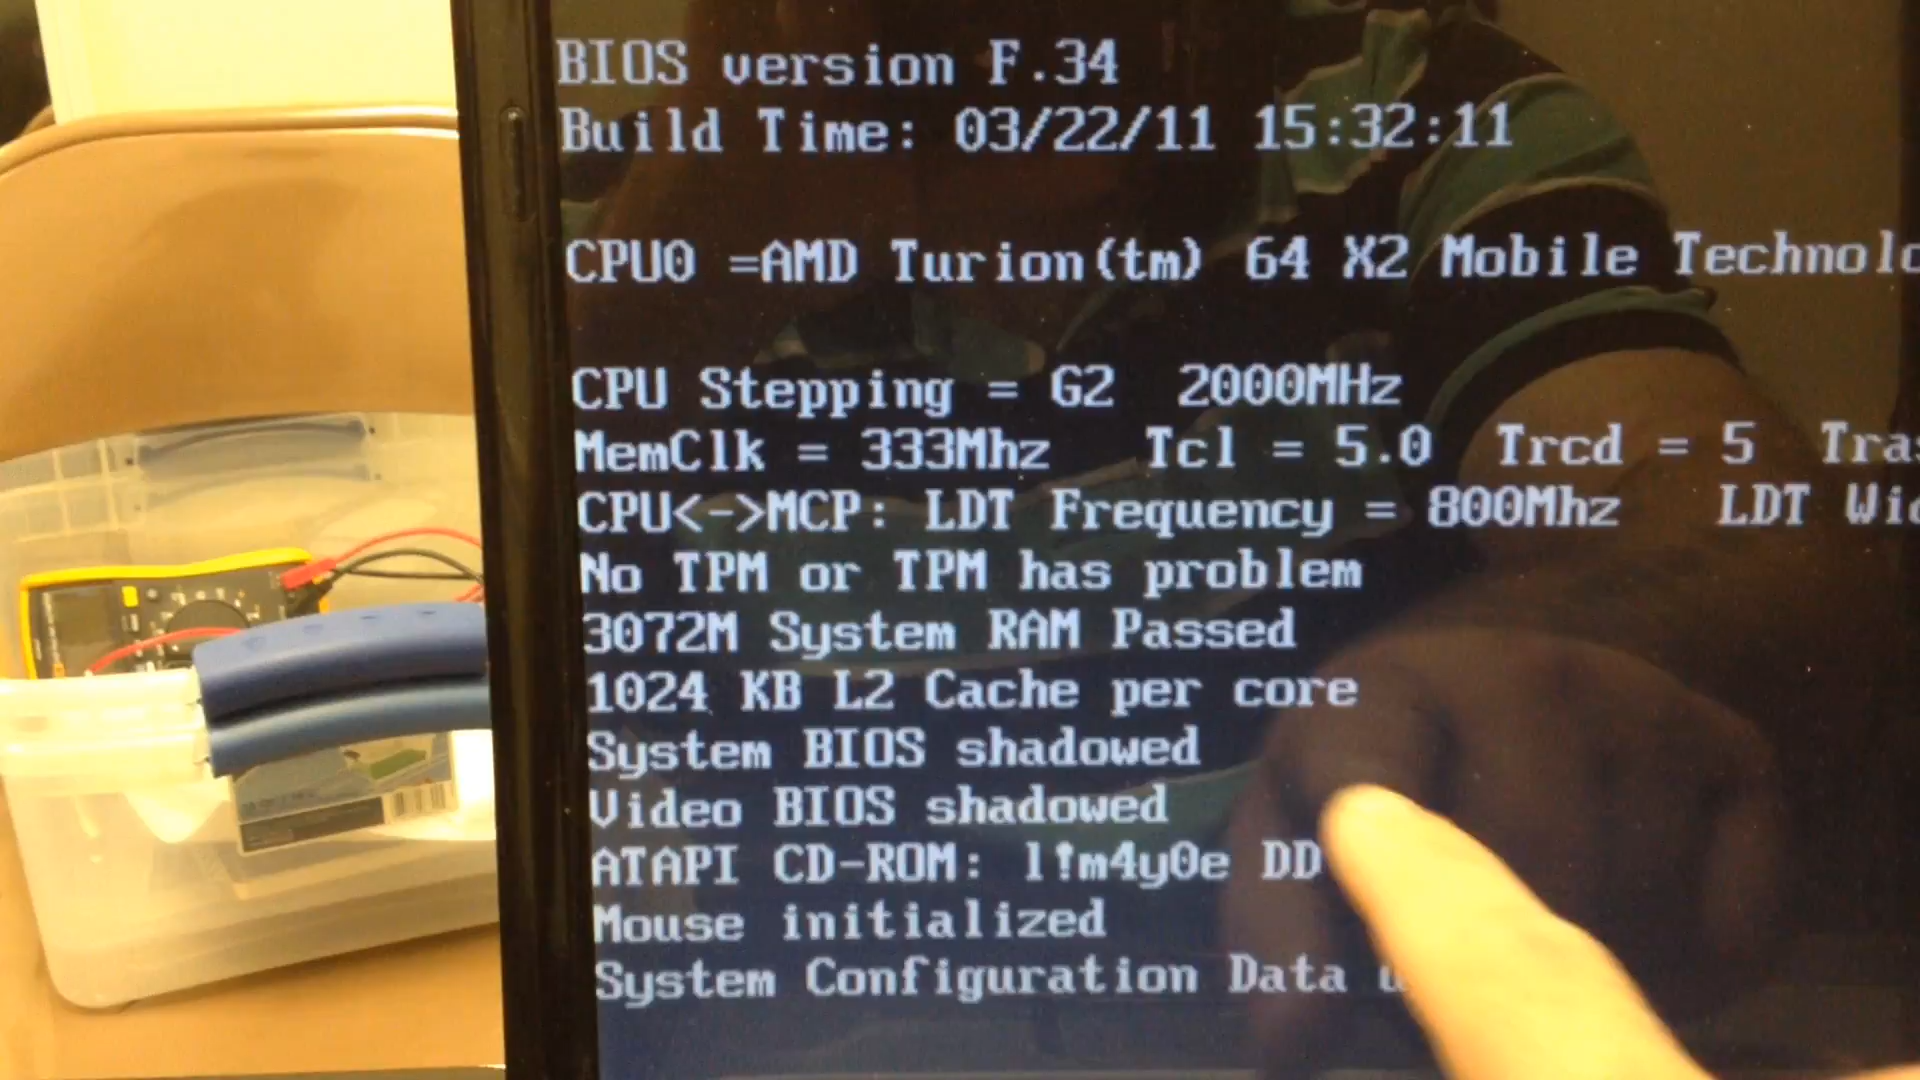 BIOS version F.34
Build Time: 03/22/11 15:32:11
CPU0 =AMD Turion(tm) 64 X2 Mobile Technolo
CPU Stepping = G2 2000MHz
MemClk = 333Mhz Tcl = 5.0 Trcd = 5 Tras
CPU<->MCP: LDT Frequency = 800Mhz LDT Wid
No TPM or TPM has problem
3072M System RAM Passed
1024 KB L2 Cache per core
System BIOS shadowed
Video BIOS shadowed
ATAPI CD-ROM: l!m4y0e DD
Mouse initialized
System Configuration Data